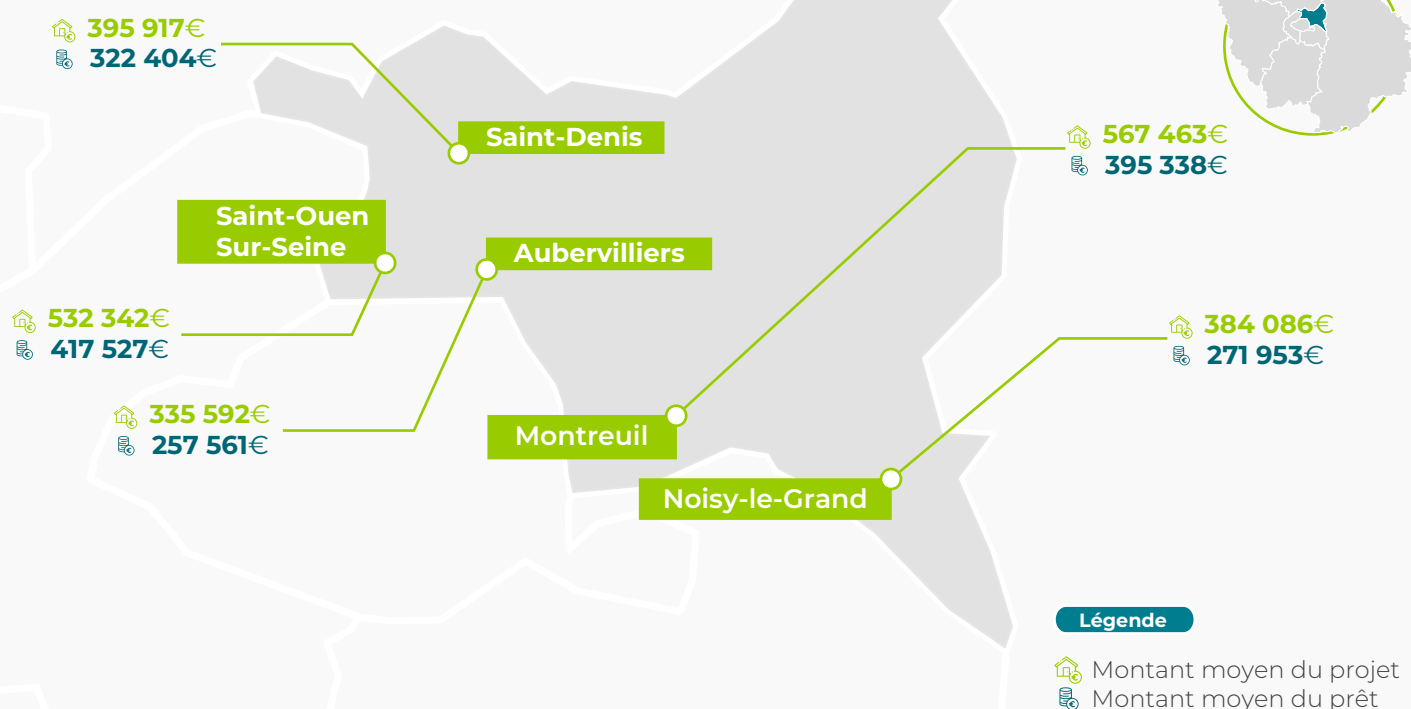 395 917€
322 404€
Saint-Denis
567 463€
395 338€
Saint-Ouen
Sur-Seine
Aubervilliers
532 342€
417 527€
384 086€
271 953€
335 592€
257 561€
Montreuil
Noisy-le-Grand
Légende
Montant moyen du projet
Montant moyen du prêt